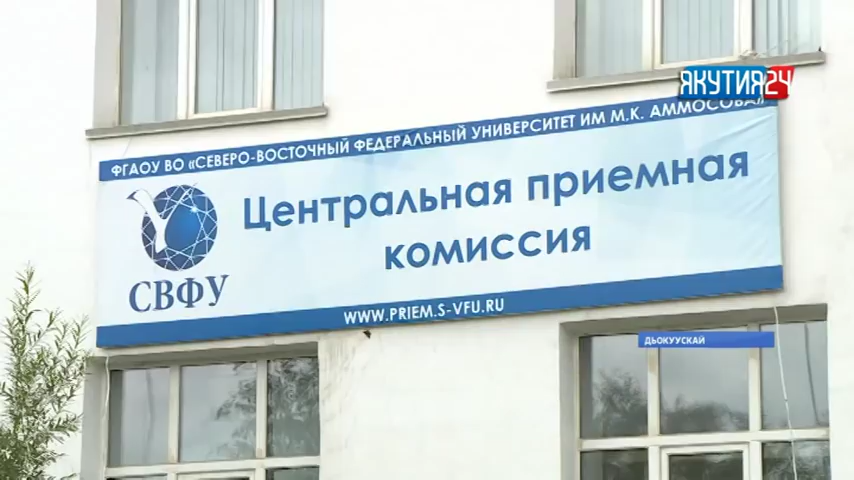 ЯКУТИЯ24
ФГАОУ ВО «СЕВЕРО-ВОСТОЧНЫЙ ФЕДЕРАЛЬНЫЙ УНИВЕРСИТЕТ ИМ М.К. АММОСОВА»
Центральная приемная
комиссия
СВФУ
WWW.PRIEM.S-VFU.RU
ДЬОКУУСКАЙ